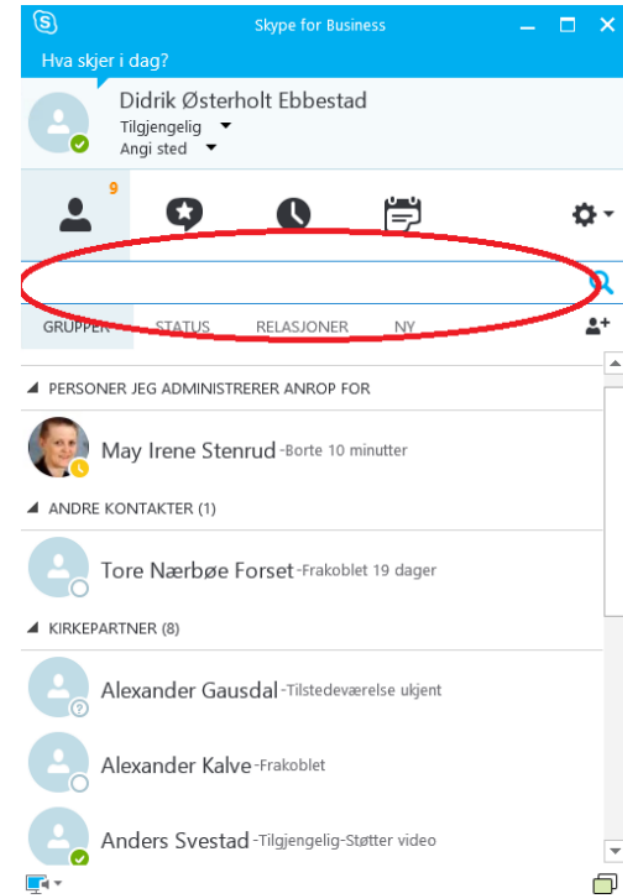 Skype for Business
Hva skjer i dag?
Didrik Østerholt Ebbestad
Tilgjengelig
Angi sted
9
GRUPPER STATUS RELASJONER NY
PERSONER JEG ADMINISTRERER ANROP FOR
May Irene Stenrud -Borte 10 minutter
ANDRE KONTAKTER (1)
Tore Nærbøe Forset -Frakoblet 19 dager
KIRKEPARTNER (8)
Alexander Gausdal -Tilstedeværelse ukjent
Alexander Kalve -Frakoblet
Anders Svestad -Tilgjengelig-Støtter video